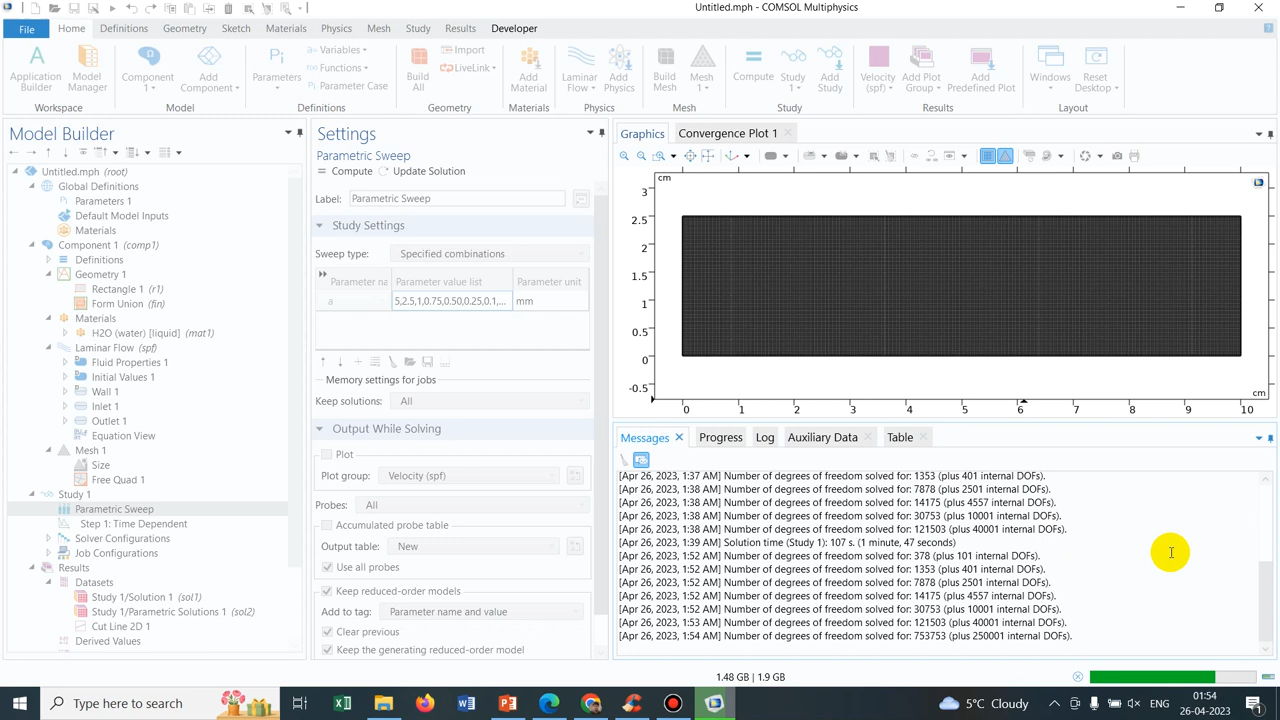 Untitled.mph - COMSOL Multiphysics
File Home Definitions Geometry Sketch Materials Physics Mesh Study Results Developer
Application Builder
Model Manager
Component 1
Add Component
Pi
Parameters
Variables
Functions
Parameter Case
Build All
Import
LiveLink
Add Material
Laminar Flow
Add Physics
Build Mesh
Mesh 1
Compute
Study 1
Add Study
Velocity (spf)
Add Plot Group
Add Predefined Plot
Windows
Reset Desktop
Workspace Model Definitions Geometry Materials Physics Mesh Study Results Layout
Model Builder
Untitled.mph (root)
Global Definitions
Parameters 1
Default Model Inputs
Materials
Component 1 (comp1)
Definitions
Geometry 1
Rectangle 1 (r1)
Form Union (fin)
Materials
H2O (water) [liquid] (mat1)
Laminar Flow (spf)
Fluid Properties 1
Initial Values 1
Wall 1
Inlet 1
Outlet 1
Equation View
Mesh 1
Size
Free Quad 1
Study 1
Parametric Sweep
Step 1: Time Dependent
Solver Configurations
Job Configurations
Results
Datasets
Study 1/Solution 1 (sol1)
Study 1/Parametric Solutions 1 (sol2)
Cut Line 2D 1
Derived Values
Settings
Parametric Sweep
Compute Update Solution
Label: Parametric Sweep
Study Settings
Sweep type: Specified combinations
Parameter na Parameter value list Parameter unit
a 5,2.5,1,0.75,0.50,0.25,0.1,... mm
Memory settings for jobs
Keep solutions: All
Output While Solving
Plot
Plot group: Velocity (spf)
Probes: All
Accumulated probe table
Output table: New
Use all probes
Keep reduced-order models
Add to tag: Parameter name and value
Clear previous
Keep the generating reduced-order model
Graphics Convergence Plot 1
cm
3
2.5
2
1.5
1
0.5
0
-0.5
cm
0 1 2 3 4 5 6 7 8 9 10
Messages Progress Log Auxiliary Data Table
[Apr 26, 2023, 1:37 AM] Number of degrees of freedom solved for: 1353 (plus 401 internal DOFs).
[Apr 26, 2023, 1:38 AM] Number of degrees of freedom solved for: 7878 (plus 2501 internal DOFs).
[Apr 26, 2023, 1:38 AM] Number of degrees of freedom solved for: 14175 (plus 4557 internal DOFs).
[Apr 26, 2023, 1:38 AM] Number of degrees of freedom solved for: 30753 (plus 10001 internal DOFs).
[Apr 26, 2023, 1:38 AM] Number of degrees of freedom solved for: 121503 (plus 40001 internal DOFs).
[Apr 26, 2023, 1:39 AM] Solution time (Study 1): 107 s. (1 minute, 47 seconds)
[Apr 26, 2023, 1:52 AM] Number of degrees of freedom solved for: 378 (plus 101 internal DOFs).
[Apr 26, 2023, 1:52 AM] Number of degrees of freedom solved for: 1353 (plus 401 internal DOFs).
[Apr 26, 2023, 1:52 AM] Number of degrees of freedom solved for: 7878 (plus 2501 internal DOFs).
[Apr 26, 2023, 1:52 AM] Number of degrees of freedom solved for: 14175 (plus 4557 internal DOFs).
[Apr 26, 2023, 1:52 AM] Number of degrees of freedom solved for: 30753 (plus 10001 internal DOFs).
[Apr 26, 2023, 1:53 AM] Number of degrees of freedom solved for: 121503 (plus 40001 internal DOFs).
[Apr 26, 2023, 1:54 AM] Number of degrees of freedom solved for: 753753 (plus 250001 internal DOFs).
1.48 GB | 1.9 GB
Type here to search
5°C Cloudy
ENG
01:54
26-04-2023